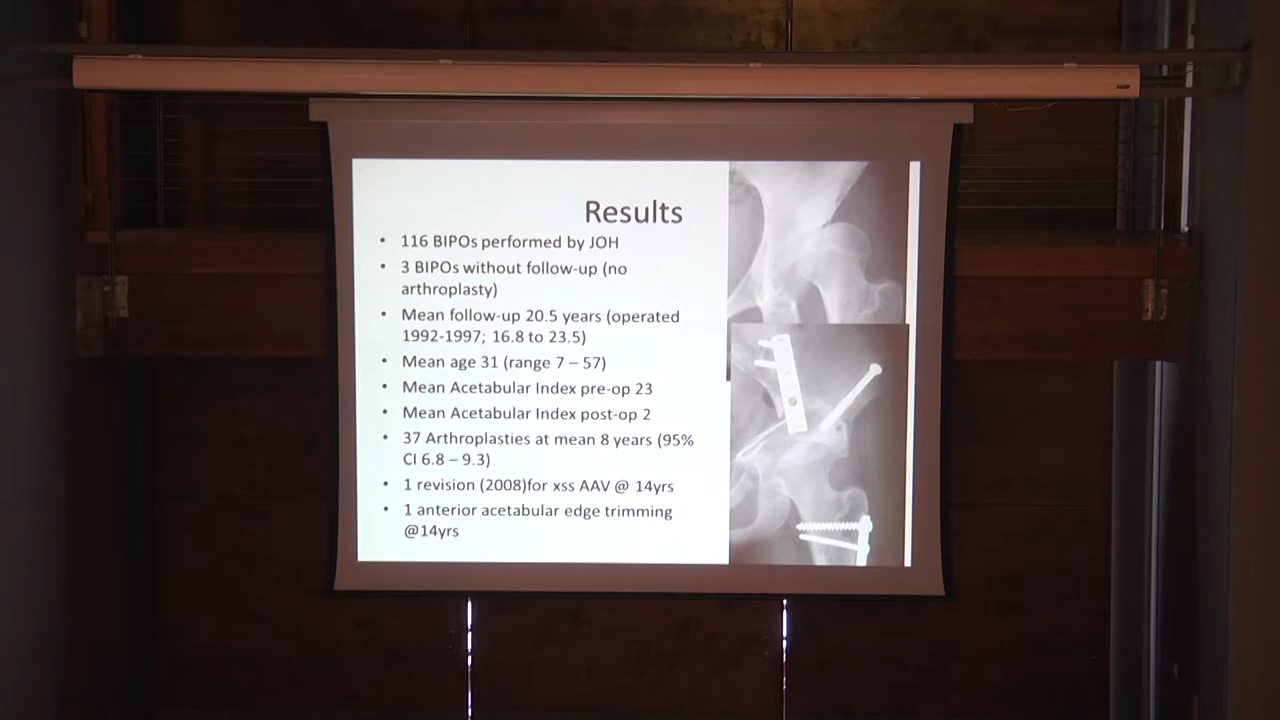 Results
• 116 BIPOs performed by JOH
• 3 BIPOs without follow-up (no
arthroplasty)
• Mean follow-up 20.5 years (operated
1992-1997; 16.8 to 23.5)
• Mean age 31 (range 7 – 57)
• Mean Acetabular Index pre-op 23
• Mean Acetabular Index post-op 2
• 37 Arthroplasties at mean 8 years (95%
CI 6.8 – 9.3)
• 1 revision (2008)for xss AAV @ 14yrs
• 1 anterior acetabular edge trimming
@14yrs